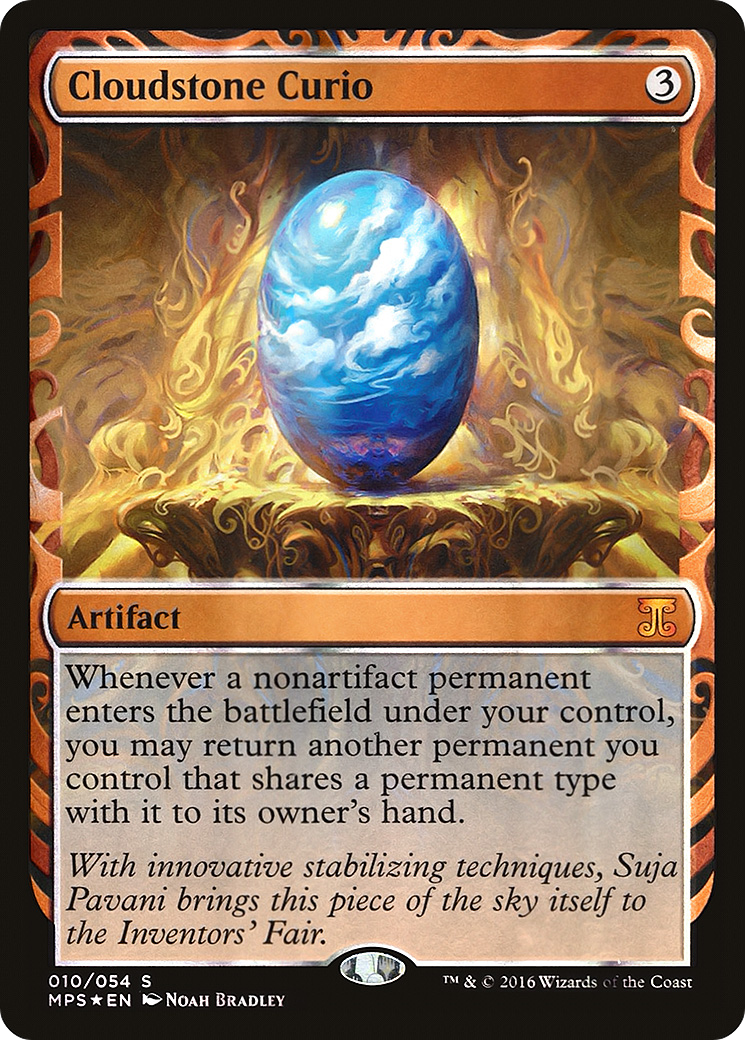 Cloudstone Curio 3
Artifact
Whenever a nonartifact permanent
enters the battlefield under your control,
you may return another permanent you
control that shares a permanent type
with it to its owner's hand.
With innovative stabilizing techniques, Suja
Pavani brings this piece of the sky itself to
the Inventors' Fair.
010/054 S
MPS★EN Noah Bradley
™ & © 2016 Wizards of the Coast